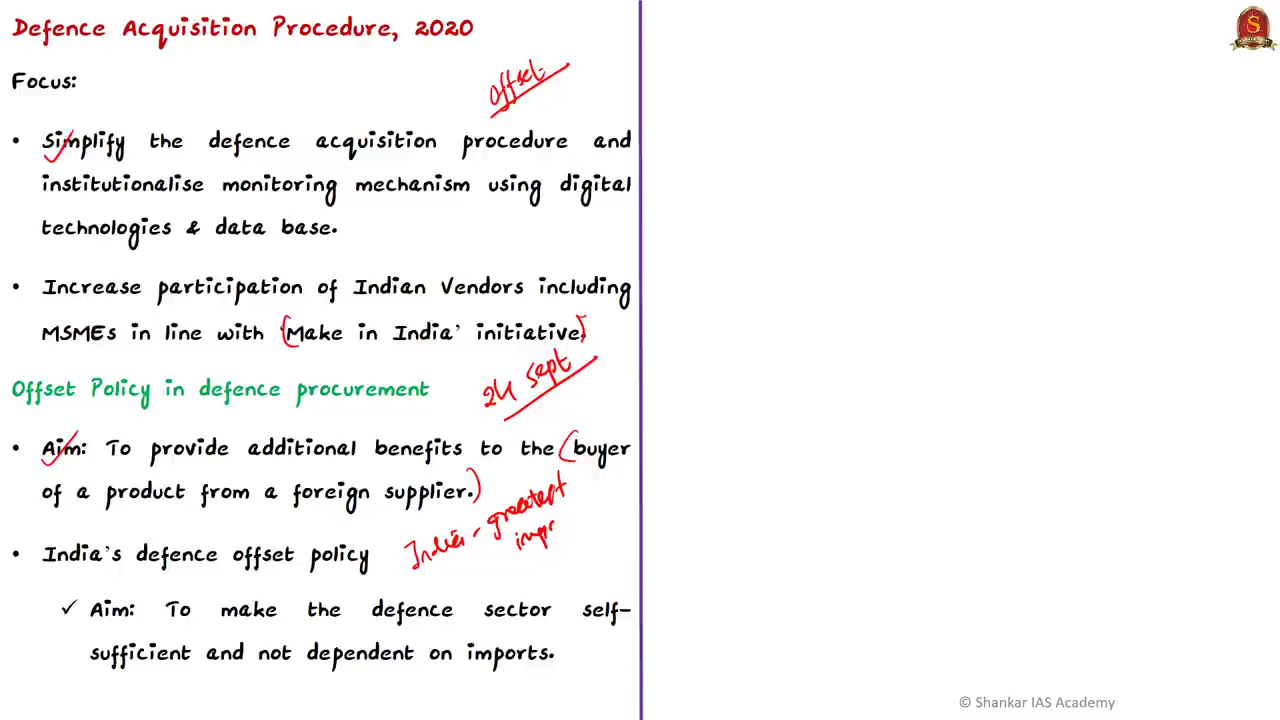 Defence Acquisition Procedure, 2020
Focus:
Offset
• Simplify the defence acquisition procedure and
institutionalise monitoring mechanism using digital
technologies & data base.
• Increase participation of Indian Vendors including
MSMEs in line with (Make in India' initiative.)
24 Sept
Offset Policy in defence procurement
• Aim: To provide additional benefits to the (buyer
of a product from a foreign supplier.)
India - greatest
impo
• India's defence offset policy
✓ Aim: To make the defence sector self-
sufficient and not dependent on imports.
© Shankar IAS Academy